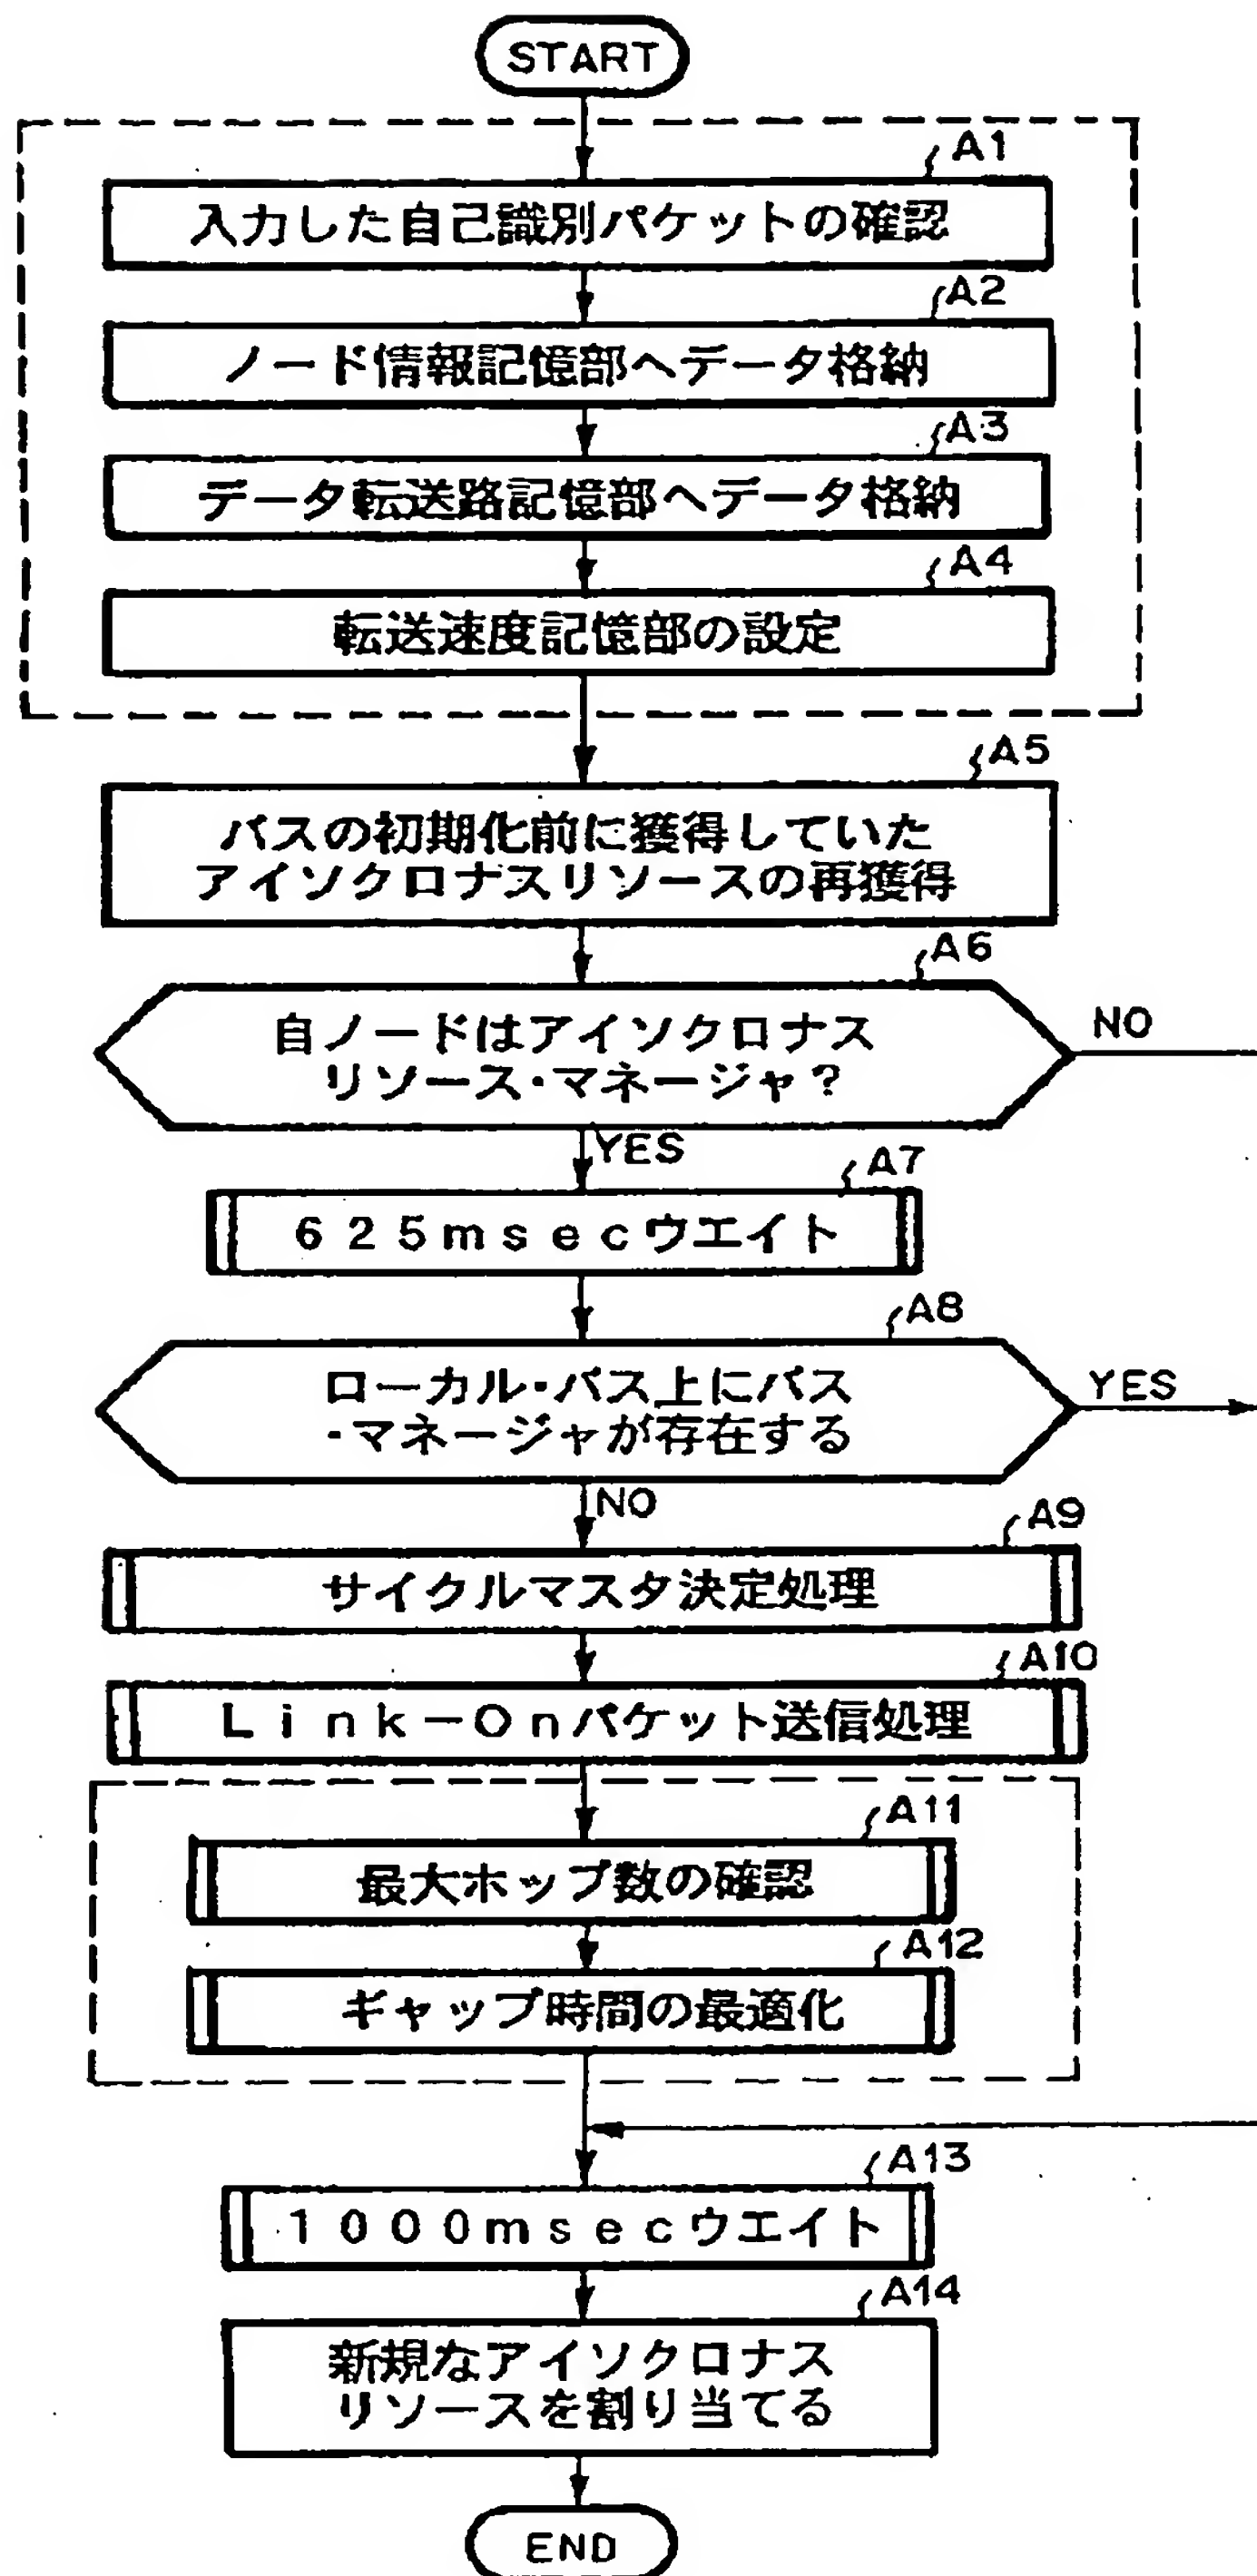 START
A1
入力した自己識別パケットの確認
A2
ノード情報記憶部へデータ格納
A3
データ転送路記憶部へデータ格納
A4
転送速度記憶部の設定
A5
バスの初期化前に獲得していた
アイソクロナスリソースの再獲得
A6
自ノードはアイソクロナス
リソース・マネージャ?
NO
YES
A7
625msecウエイト
A8
ローカル・バス上にバス
・マネージャが存在する
YES
NO
A9
サイクルマスタ決定処理
A10
Link-Onパケット送信処理
A11
最大ホップ数の確認
A12
ギャップ時間の最適化
A13
1000msecウエイト
A14
新規なアイソクロナス
リソースを割り当てる
END